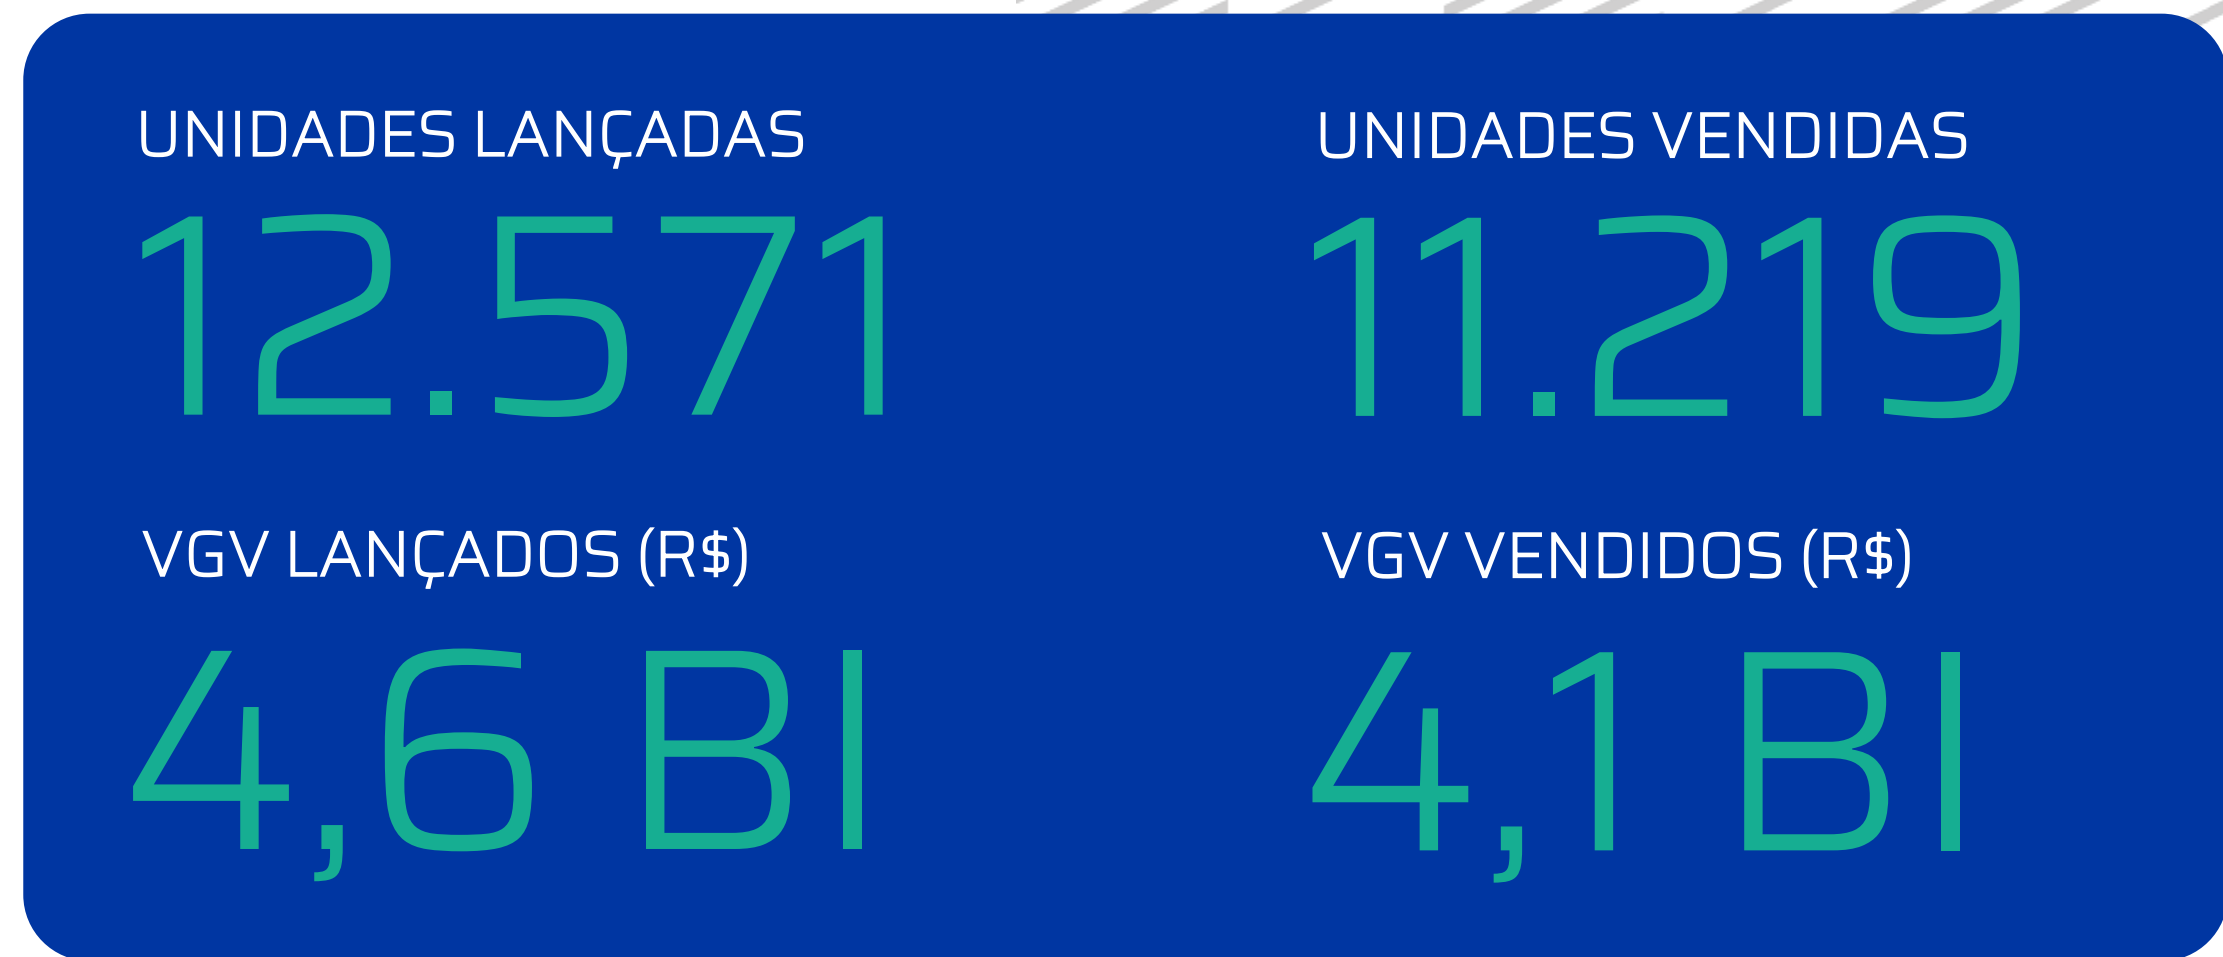 UNIDADES LANÇADAS
12.571
UNIDADES VENDIDAS
11.219
VGV LANÇADOS (R$)
4,6 BI
VGV VENDIDOS (R$)
4,1 BI